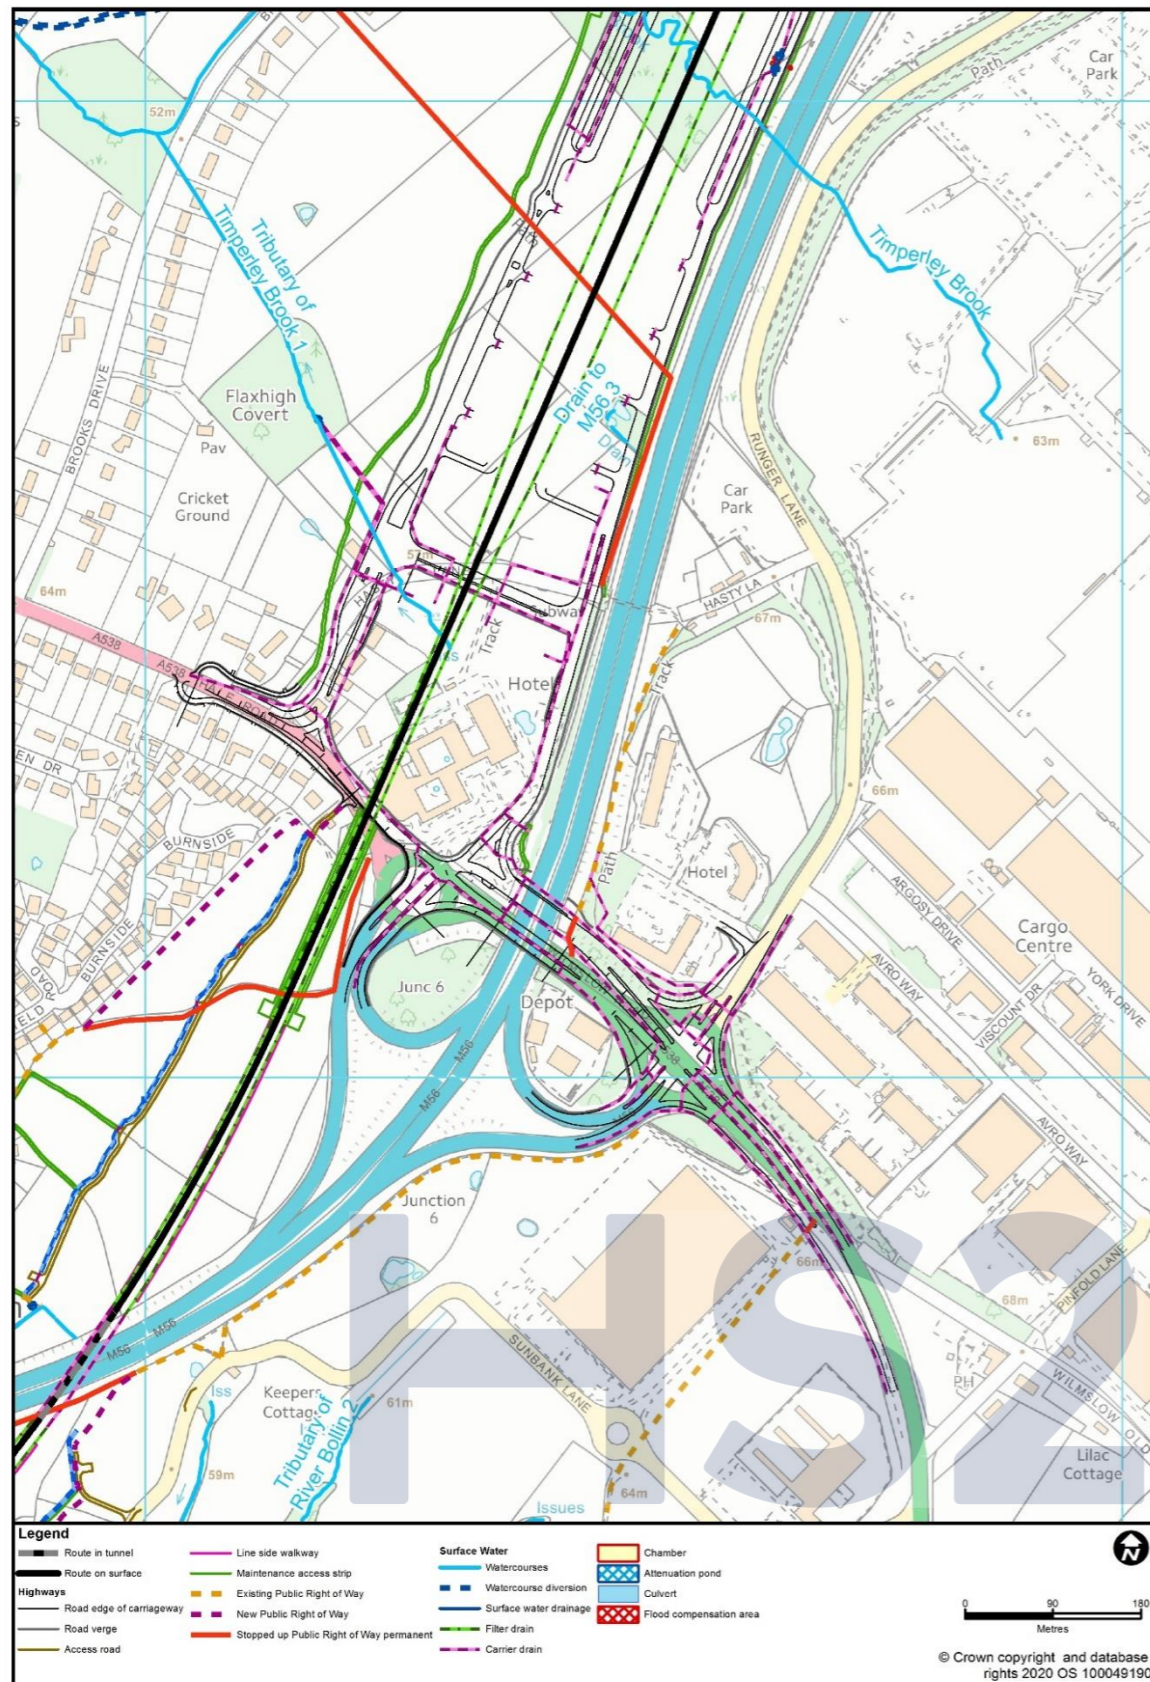 52m
Car
Park
Path
Tributary of
Timperley Brook 1
Timperley Brook
Path
BROOKS DRIVE
Flaxhigh
Covert
Pav
Drain to
M56 3
Drain
63m
RUNGER LANE
Cricket
Ground
Car
Park
57m
64m
Subway
HASTY LA
67m
A538
A538
HALE ROAD
Track
Track
Hotel
66m
BURNSIDE
BURNSIDE
ROAD
Path
Hotel
ARGOSY DRIVE
Cargo
Centre
AVRO WAY
YORK DRIVE
VISCOUNT DR
Junc 6
Depot
M56
M56
AVRO WAY
Junction
6
HS2
66m
68m
PINFOLD LANE
M56
M56
SUNBANK LANE
Iss
Keepers
Cottage
61m
PH
WILMSLOW OLD
Tributary of
River Bollin 2
59m
Lilac
Cottage
64m
Issues
Legend
Route in tunnel
Route on surface
Highways
Road edge of carriageway
Road verge
Access road
Line side walkway
Maintenance access strip
Existing Public Right of Way
New Public Right of Way
Stopped up Public Right of Way permanent
Surface Water
Watercourses
Watercourse diversion
Surface water drainage
Filter drain
Carrier drain
Chamber
Attenuation pond
Culvert
Flood compensation area
N
0 90 180
Metres
© Crown copyright and database
rights 2020 OS 100049190